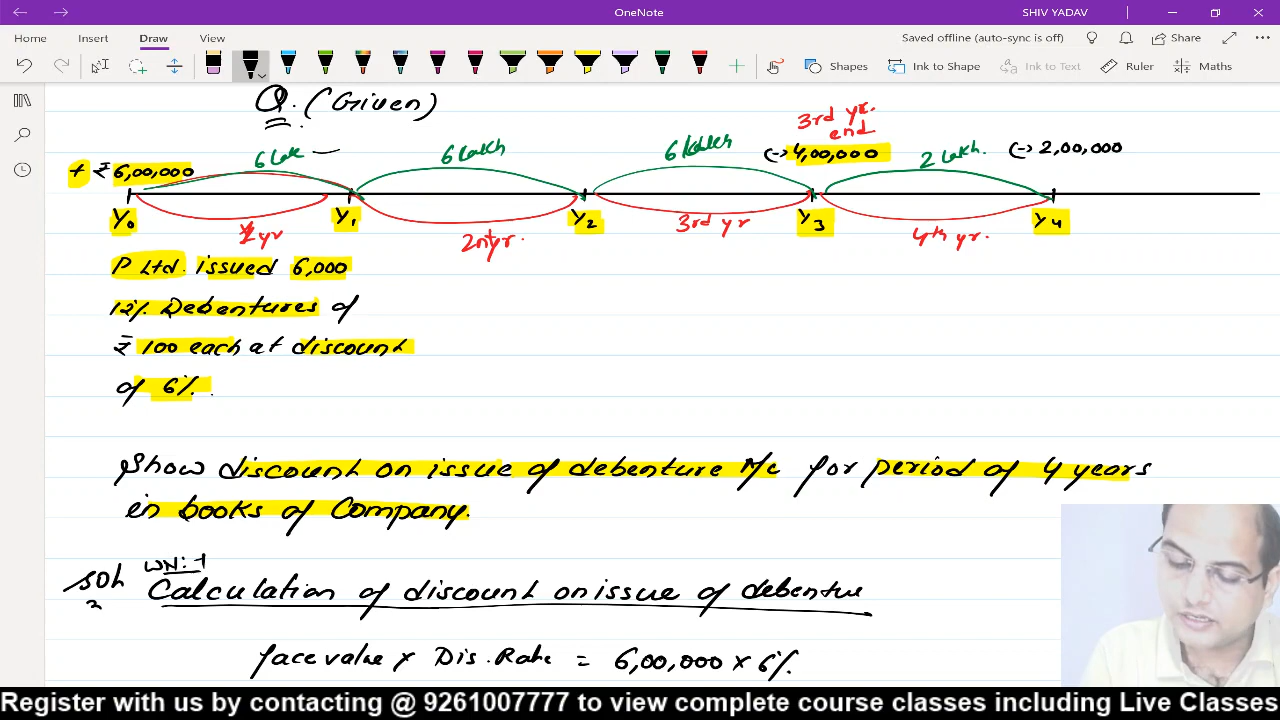 OneNote
SHIV YADAV
Home Insert Draw View
Saved offline (auto-sync is off)
Share
Shapes
Ink to Shape
Ink to Text
Ruler
Maths
Q. (Given)
3rd yr.
end
6 Lak
6 lakh
6 lakh
(-) 4,00,000
2 lakh.
(-) 2,00,000
+ ₹ 6,00,000
Y0 Y1 Y2 Y3 Y4
1 yr
2nd yr.
3rd yr
4th yr.
P Ltd. issued 6,000
12% Debentures of
₹ 100 each at discount
of 6%.
Show discount on issue of debenture A/c for period of 4 years
in books of Company.
WN:-1
Soln
Calculation of discount on issue of debentue
face value × Dis. Rate = 6,00,000 × 6%.
Register with us by contacting @ 9261007777 to view complete course classes including Live Classes